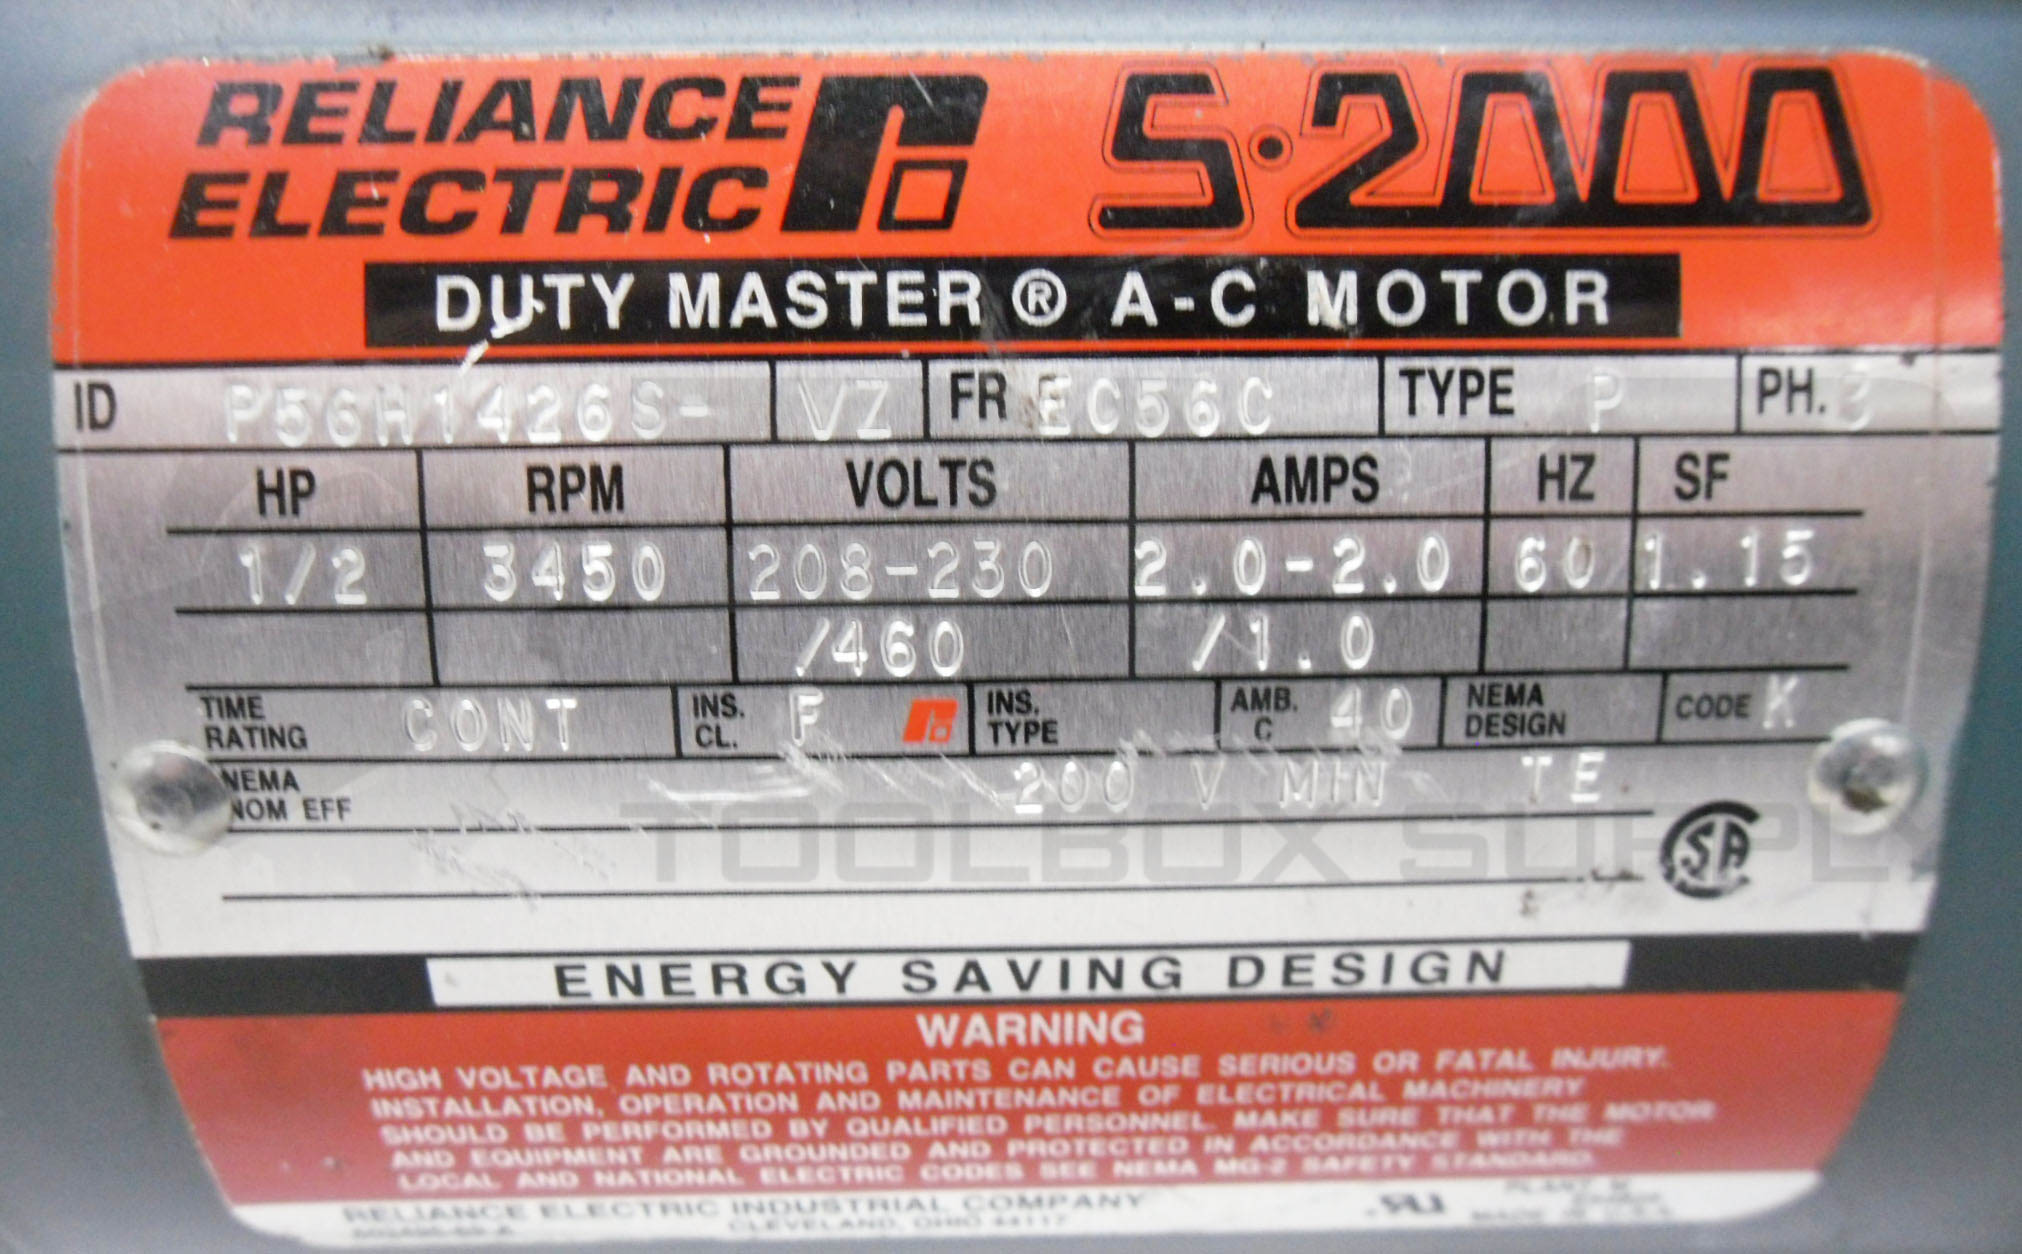 RELIANCE
ELECTRIC
S·2000
DUTY MASTER ® A-C MOTOR
ID P56H1426S- VZ FR EC56C TYPE P PH. 3
HP RPM VOLTS AMPS HZ SF
1/2 3450 208-230 2.0-2.0 60 1.15
/460 /1.0
TIME RATING CONT INS. CL. F INS. TYPE AMB. C 40 NEMA DESIGN CODE K
NEMA NOM EFF 200 V MIN TE
TOOLBOX SUPPLY
SA
ENERGY SAVING DESIGN
WARNING
HIGH VOLTAGE AND ROTATING PARTS CAN CAUSE SERIOUS OR FATAL INJURY.
INSTALLATION, OPERATION AND MAINTENANCE OF ELECTRICAL MACHINERY
SHOULD BE PERFORMED BY QUALIFIED PERSONNEL. MAKE SURE THAT THE MOTOR
AND EQUIPMENT ARE GROUNDED AND PROTECTED IN ACCORDANCE WITH THE
LOCAL AND NATIONAL ELECTRIC CODES SEE NEMA MG-2 SAFETY STANDARD.
RELIANCE ELECTRIC INDUSTRIAL COMPANY
CLEVELAND, OHIO 44117
MADE IN U.S.A.